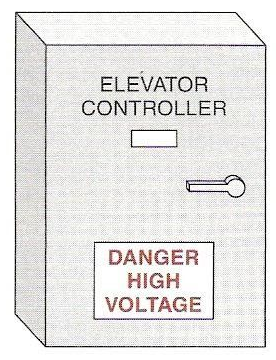 ELEVATOR
CONTROLLER
DANGER
HIGH
VOLTAGE